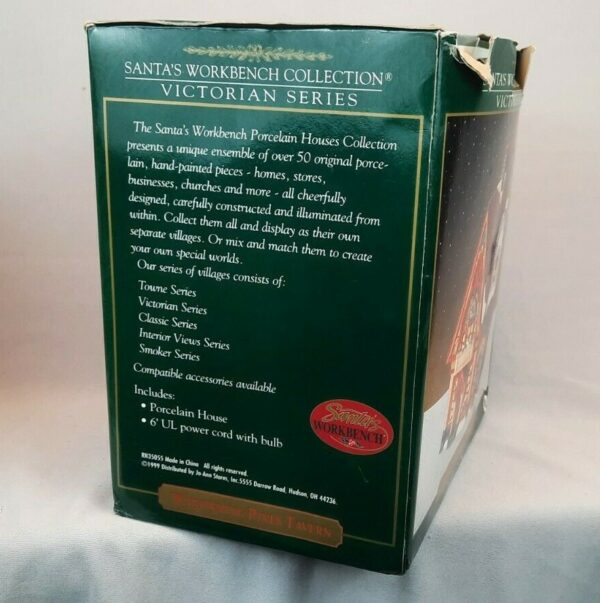 SANTA'S WORKBENCH COLLECTION®
VICTORIAN SERIES
The Santa's Workbench Porcelain Houses Collection
presents a unique ensemble of over 50 original porce-
lain, hand-painted pieces - homes, stores,
businesses, churches and more - all cheerfully
designed, carefully constructed and illuminated from
within. Collect them all and display as their own
separate villages. Or mix and match them to create
your own special worlds.
Our series of villages consists of:
Towne Series
Victorian Series
Classic Series
Interior Views Series
Smoker Series
Compatible accessories available
Includes:
• Porcelain House
• 6' UL power cord with bulb
Santa's
WORKBENCH
RN35055 Made in China All rights reserved.
©1999 Distributed by Jo-Ann Stores, Inc. 5555 Darrow Road, Hudson, OH 44236.
Pines Tavern
SANTA'S W
VICTO